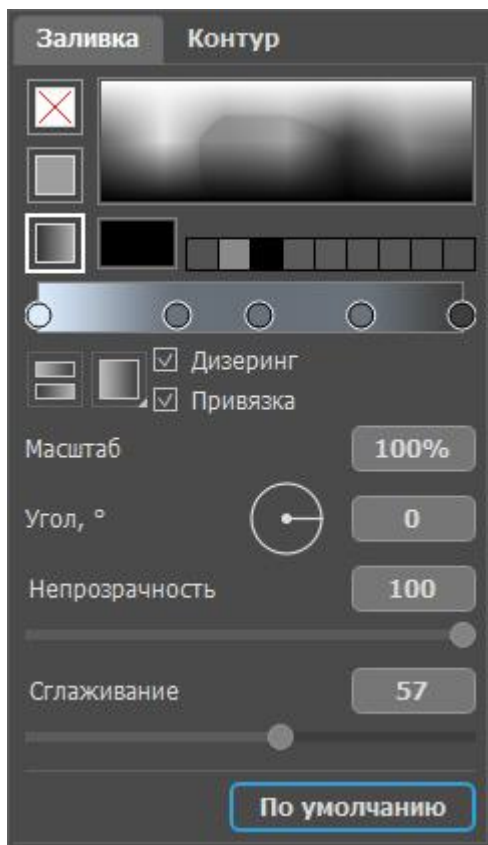 Заливка Контур
Дизеринг
Привязка
Масштаб 100%
Угол, ° 0
Непрозрачность 100
Сглаживание 57
По умолчанию